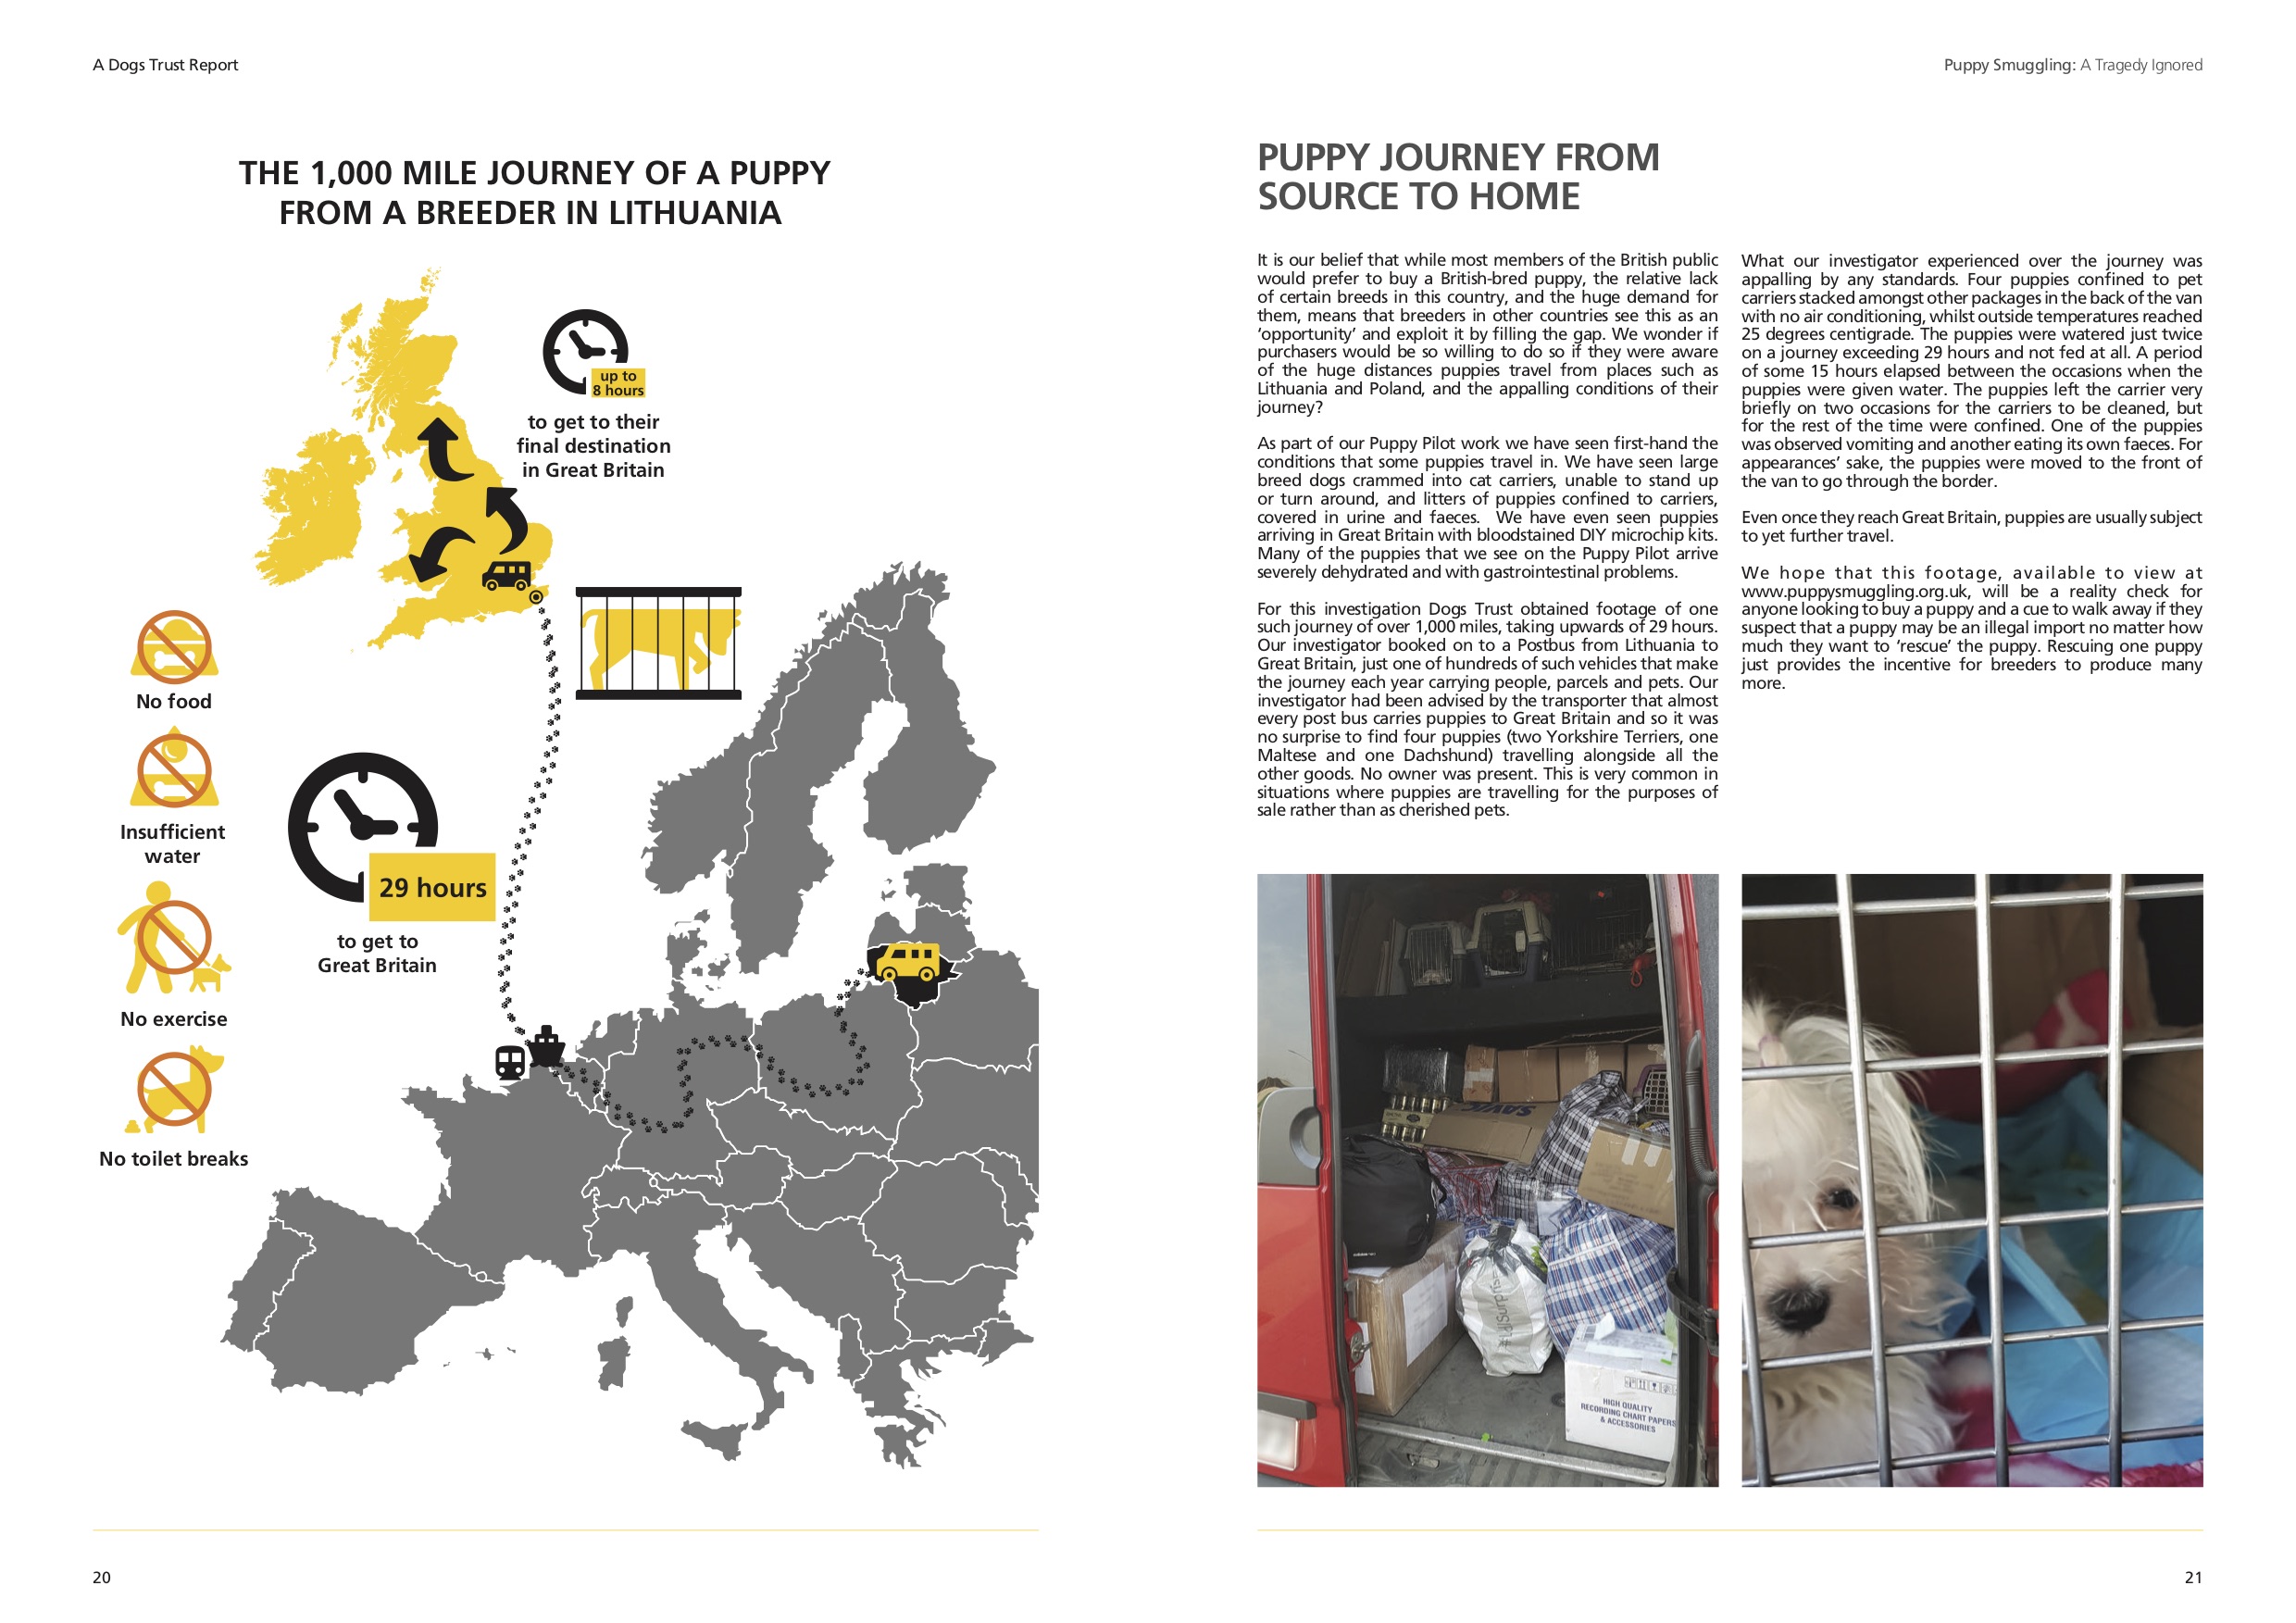 A Dogs Trust Report
THE 1,000 MILE JOURNEY OF A PUPPY
FROM A BREEDER IN LITHUANIA
up to
8 hours
to get to their
final destination
in Great Britain
No food
Insufficient
water
No exercise
No toilet breaks
29 hours
to get to
Great Britain
20
Puppy Smuggling: A Tragedy Ignored
PUPPY JOURNEY FROM
SOURCE TO HOME
It is our belief that while most members of the British public
would prefer to buy a British-bred puppy, the relative lack
of certain breeds in this country, and the huge demand for
them, means that breeders in other countries see this as an
‘opportunity’ and exploit it by filling the gap. We wonder if
purchasers would be so willing to do so if they were aware
of the huge distances puppies travel from places such as
Lithuania and Poland, and the appalling conditions of their
journey?
As part of our Puppy Pilot work we have seen first-hand the
conditions that some puppies travel in. We have seen large
breed dogs crammed into cat carriers, unable to stand up
or turn around, and litters of puppies confined to carriers,
covered in urine and faeces. We have even seen puppies
arriving in Great Britain with bloodstained DIY microchip kits.
Many of the puppies that we see on the Puppy Pilot arrive
severely dehydrated and with gastrointestinal problems.
For this investigation Dogs Trust obtained footage of one
such journey of over 1,000 miles, taking upwards of 29 hours.
Our investigator booked on to a Postbus from Lithuania to
Great Britain, just one of hundreds of such vehicles that make
the journey each year carrying people, parcels and pets. Our
investigator had been advised by the transporter that almost
every post bus carries puppies to Great Britain and so it was
no surprise to find four puppies (two Yorkshire Terriers, one
Maltese and one Dachshund) travelling alongside all the
other goods. No owner was present. This is very common in
situations where puppies are travelling for the purposes of
sale rather than as cherished pets.
What our investigator experienced over the journey was
appalling by any standards. Four puppies confined to pet
carriers stacked amongst other packages in the back of the van
with no air conditioning, whilst outside temperatures reached
25 degrees centigrade. The puppies were watered just twice
on a journey exceeding 29 hours and not fed at all. A period
of some 15 hours elapsed between the occasions when the
puppies were given water. The puppies left the carrier very
briefly on two occasions for the carriers to be cleaned, but
for the rest of the time were confined. One of the puppies
was observed vomiting and another eating its own faeces. For
appearances’ sake, the puppies were moved to the front of
the van to go through the border.
Even once they reach Great Britain, puppies are usually subject
to yet further travel.
We hope that this footage, available to view at
www.puppysmuggling.org.uk, will be a reality check for
anyone looking to buy a puppy and a cue to walk away if they
suspect that a puppy may be an illegal import no matter how
much they want to ‘rescue’ the puppy. Rescuing one puppy
just provides the incentive for breeders to produce many
more.
SAVIC
HIGH QUALITY
RECORDING CHART PAPERS
& ACCESSORIES
21